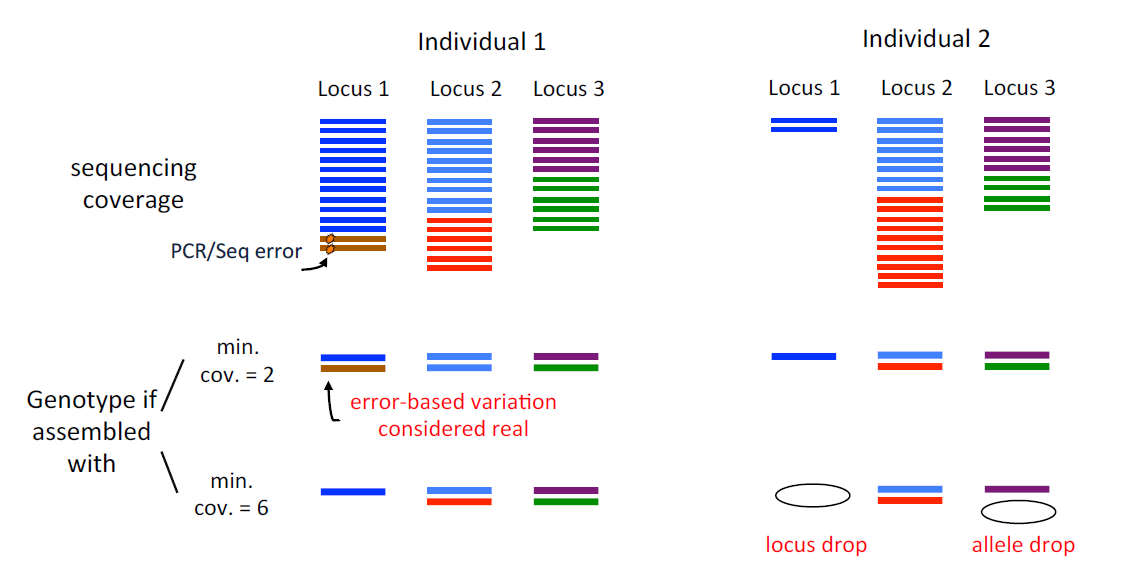 Individual 1
Individual 2
Locus 1
Locus 2
Locus 3
Locus 1
Locus 2
Locus 3
sequencing
coverage
PCR/Seq error
min.
cov. = 2
Genotype if
assembled
with
error-based variation
considered real
min.
cov. = 6
locus drop
allele drop